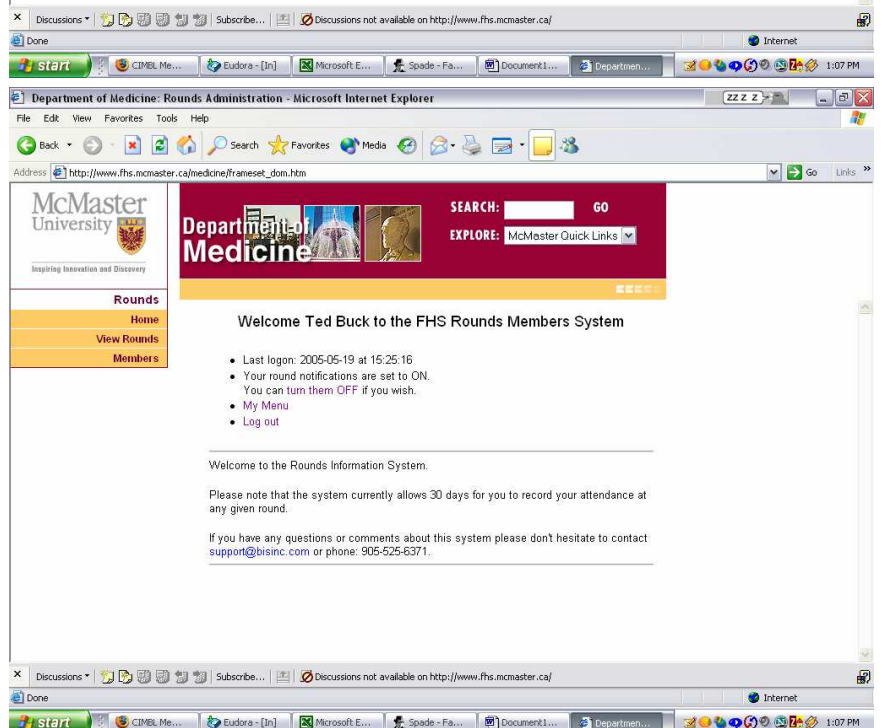 Discussions Subscribe... Discussions not available on http://www.fhs.mcmaster.ca/
Done Internet
start CIMBL Me... Eudora - [In] Microsoft E... Spade - Fa... Document1... Departmen... 1:07 PM
Department of Medicine: Rounds Administration - Microsoft Internet Explorer zz z z
File Edit View Favorites Tools Help
Back Search Favorites Media
Address http://www.fhs.mcmaster.ca/medicine/frameset_dom.htm Go Links »
McMaster
University
Inspiring Innovation and Discovery
Department of
Medicine
SEARCH: GO
EXPLORE: McMaster Quick Links
Rounds
Home
View Rounds
Members
Welcome Ted Buck to the FHS Rounds Members System
• Last logon: 2005-05-19 at 15:25:16
• Your round notifications are set to ON.
You can turn them OFF if you wish.
• My Menu
• Log out
Welcome to the Rounds Information System.
Please note that the system currently allows 30 days for you to record your attendance at
any given round.
If you have any questions or comments about this system please don't hesitate to contact
support@bisinc.com or phone: 905-525-6371.
Discussions Subscribe... Discussions not available on http://www.fhs.mcmaster.ca/
Done Internet
start CIMBL Me... Eudora - [In] Microsoft E... Spade - Fa... Document1... Departmen... 1:07 PM